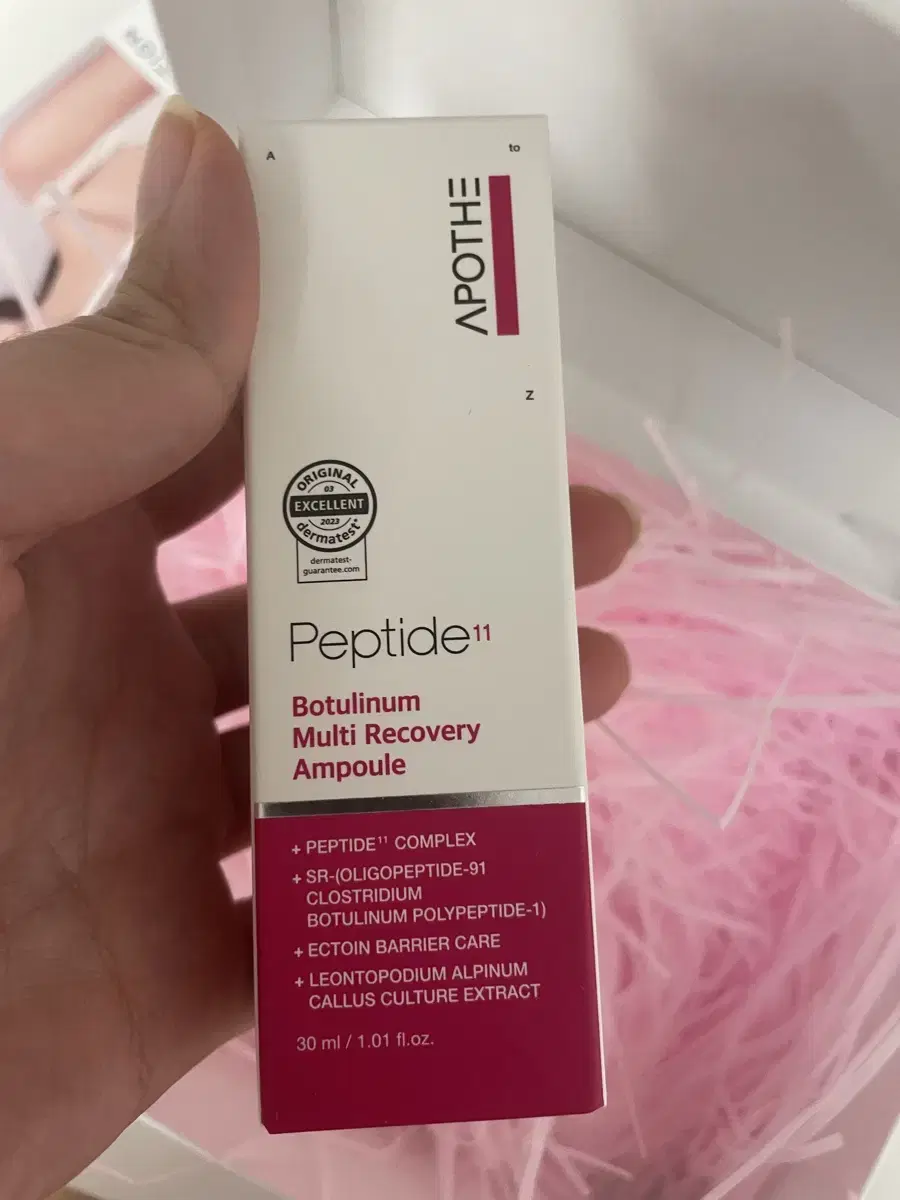 A to
APOTHE
Z
ORIGINAL
03
EXCELLENT
2023
dermatest®
dermatest-
guarantee.com
Peptide¹¹
Botulinum
Multi Recovery
Ampoule
+ PEPTIDE¹¹ COMPLEX
+ SR-(OLIGOPEPTIDE-91
CLOSTRIDIUM
BOTULINUM POLYPEPTIDE-1)
+ ECTOIN BARRIER CARE
+ LEONTOPODIUM ALPINUM
CALLUS CULTURE EXTRACT
30 ml / 1.01 fl.oz.